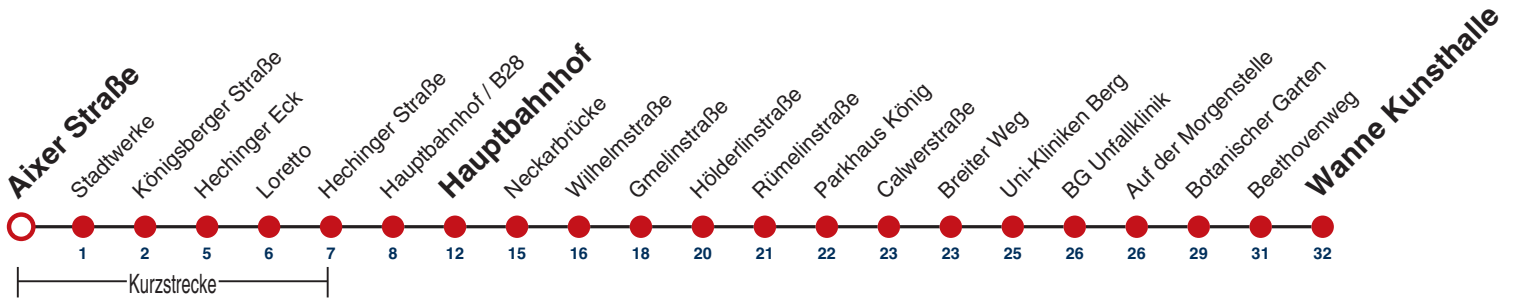 Aixer Straße
Stadtwerke
Königsberger Straße
Hechinger Eck
Loretto
Hechinger Straße
Hauptbahnhof / B28
Hauptbahnhof
Neckarbrücke
Wilhelmstraße
Gmelinstraße
Hölderlinstraße
Rümelinstraße
Parkhaus König
Calwerstraße
Breiter Weg
Uni-Kliniken Berg
BG Unfallklinik
Auf der Morgenstelle
Botanischer Garten
Beethovenweg
Wanne Kunsthalle
1 2 5 6 7 8 12 15 16 18 20 21 22 23 23 25 26 26 29 31 32
Kurzstrecke